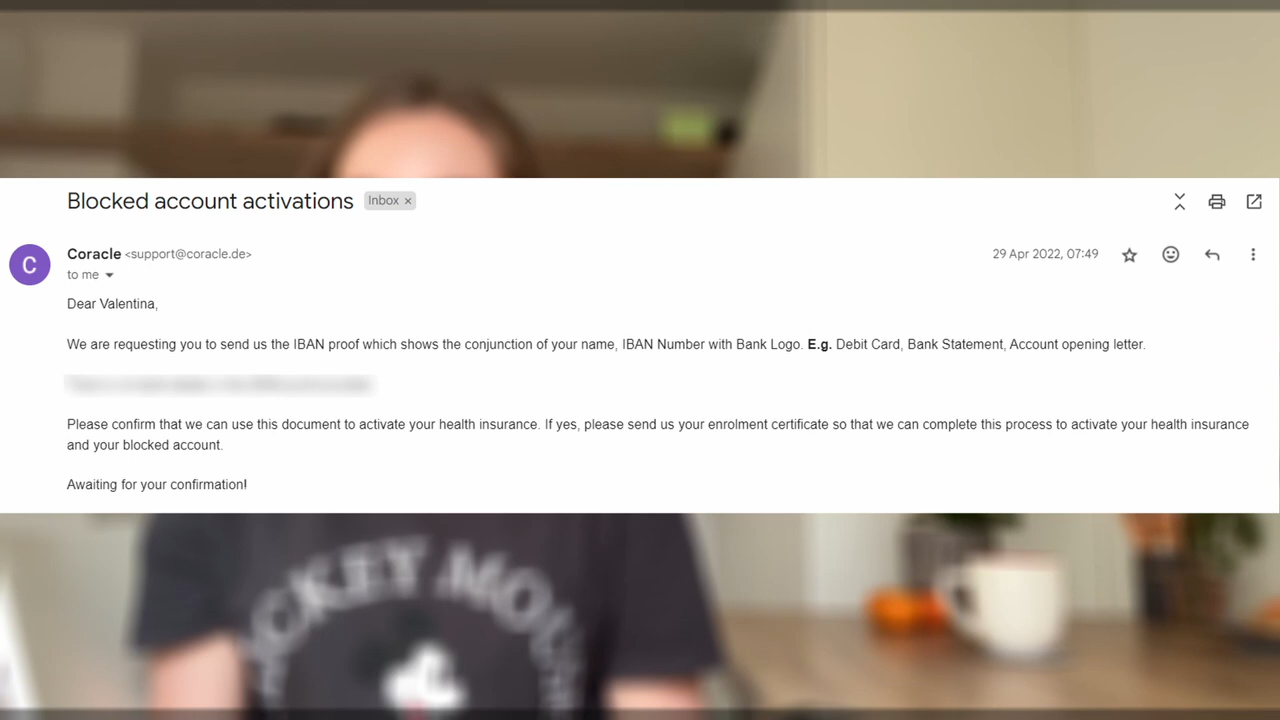 Blocked account activations Inbox ×
C
Coracle <support@coracle.de> 29 Apr 2022, 07:49
to me
Dear Valentina,
We are requesting you to send us the IBAN proof which shows the conjunction of your name, IBAN Number with Bank Logo. E.g. Debit Card, Bank Statement, Account opening letter.
Please confirm that we can use this document to activate your health insurance. If yes, please send us your enrolment certificate so that we can complete this process to activate your health insurance
and your blocked account.
Awaiting for your confirmation!
MICKEY MOUSE